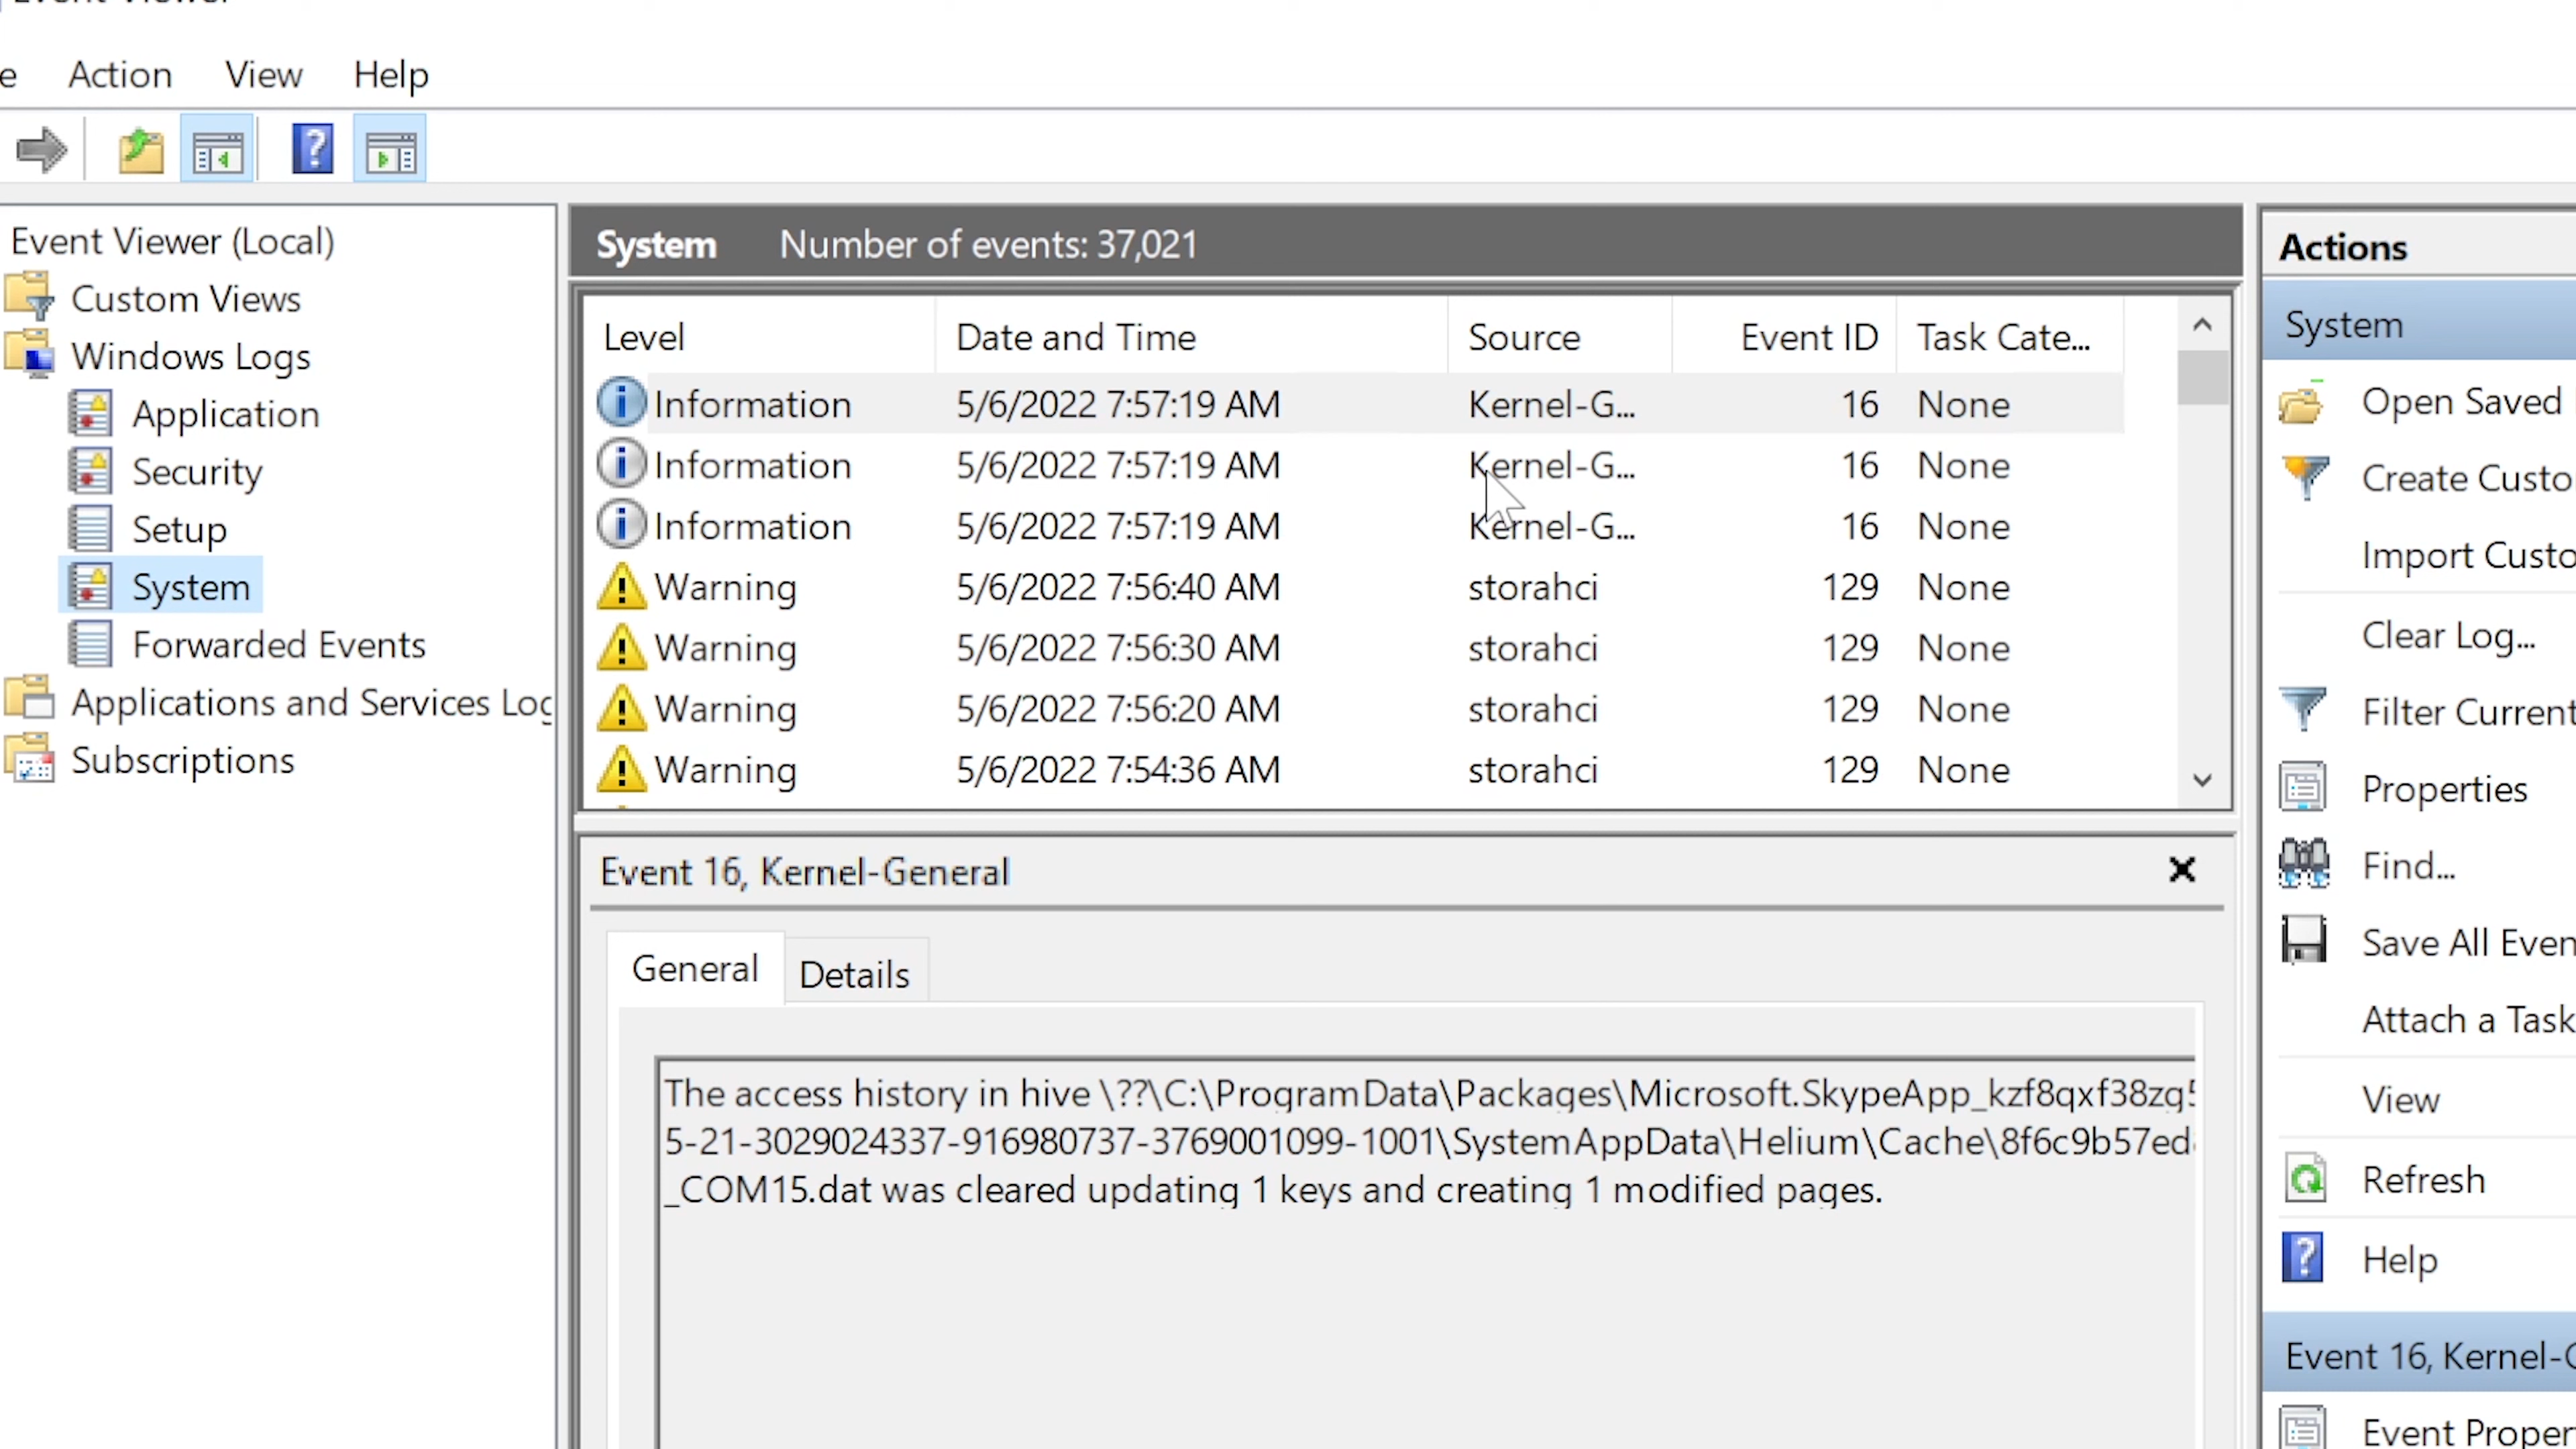 Event Viewer
e Action View Help
Event Viewer (Local)
Custom Views
Windows Logs
Application
Security
Setup
System
Forwarded Events
Applications and Services Log
Subscriptions
System Number of events: 37,021
Level Date and Time Source Event ID Task Cate...
Information 5/6/2022 7:57:19 AM Kernel-G... 16 None
Information 5/6/2022 7:57:19 AM Kernel-G... 16 None
Information 5/6/2022 7:57:19 AM Kernel-G... 16 None
Warning 5/6/2022 7:56:40 AM storahci 129 None
Warning 5/6/2022 7:56:30 AM storahci 129 None
Warning 5/6/2022 7:56:20 AM storahci 129 None
Warning 5/6/2022 7:54:36 AM storahci 129 None
Event 16, Kernel-General
General Details
The access history in hive \??\C:\ProgramData\Packages\Microsoft.SkypeApp_kzf8qxf38zg5
5-21-3029024337-916980737-3769001099-1001\SystemAppData\Helium\Cache\8f6c9b57ed
_COM15.dat was cleared updating 1 keys and creating 1 modified pages.
Actions
System
Open Saved
Create Custo
Import Custo
Clear Log...
Filter Current
Properties
Find...
Save All Even
Attach a Task
View
Refresh
Help
Event 16, Kernel-G
Event Proper